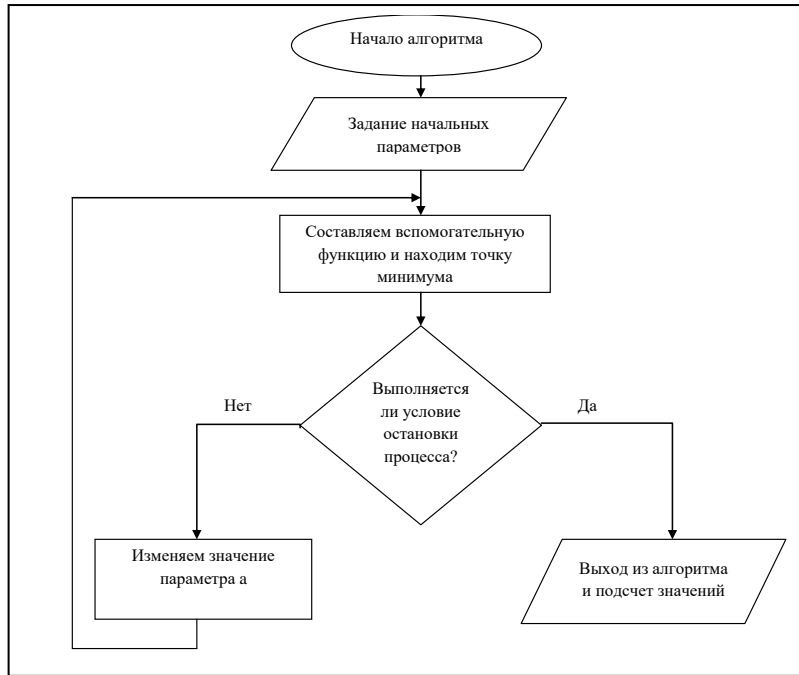 Начало алгоритма
Задание начальных
параметров
Составляем вспомогательную
функцию и находим точку
минимума
Выполняется
ли условие
остановки
процесса?
Нет
Да
Изменяем значение
параметра а
Выход из алгоритма
и подсчет значений